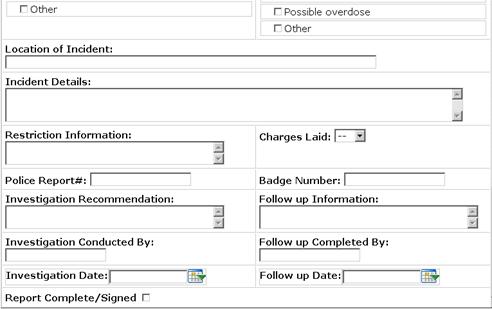 Other
Possible overdose
Other
Location of Incident:
Incident Details:
Restriction Information:
Charges Laid: --
Police Report#:
Badge Number:
Investigation Recommendation:
Follow up Information:
Investigation Conducted By:
Follow up Completed By:
Investigation Date:
Follow up Date:
Report Complete/Signed